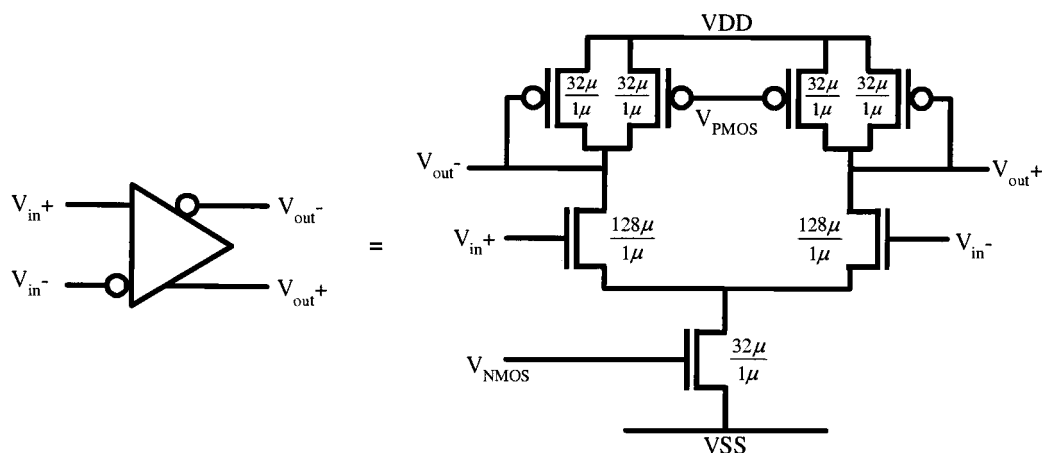 VDD
32μ/1μ 32μ/1μ 32μ/1μ 32μ/1μ
V_PMOS
V_out- V_out+
V_in+ V_out-
V_in- V_out+
=
V_in+ 128μ/1μ 128μ/1μ V_in-
V_NMOS 32μ/1μ
VSS